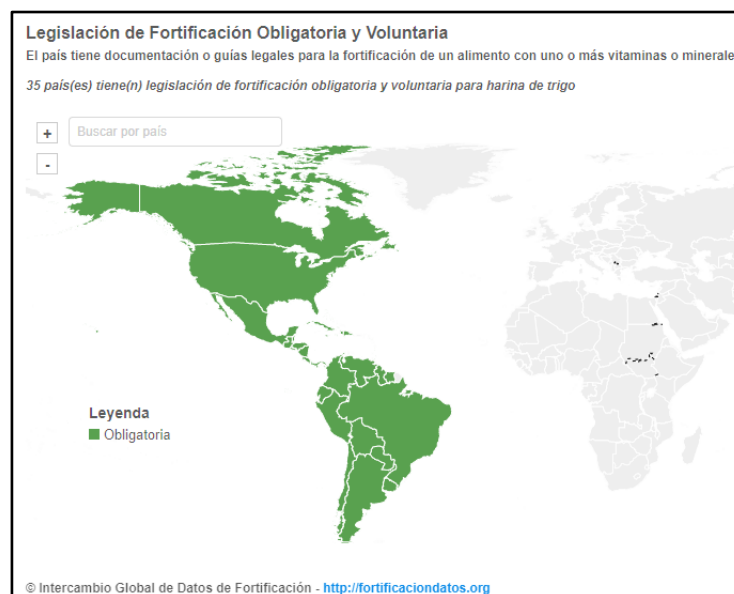 Legislación de Fortificación Obligatoria y Voluntaria
El país tiene documentación o guías legales para la fortificación de un alimento con uno o más vitaminas o minerale
35 país(es) tiene(n) legislación de fortificación obligatoria y voluntaria para harina de trigo
+ Buscar por país
-
Leyenda
Obligatoria
© Intercambio Global de Datos de Fortificación - http://fortificaciondatos.org